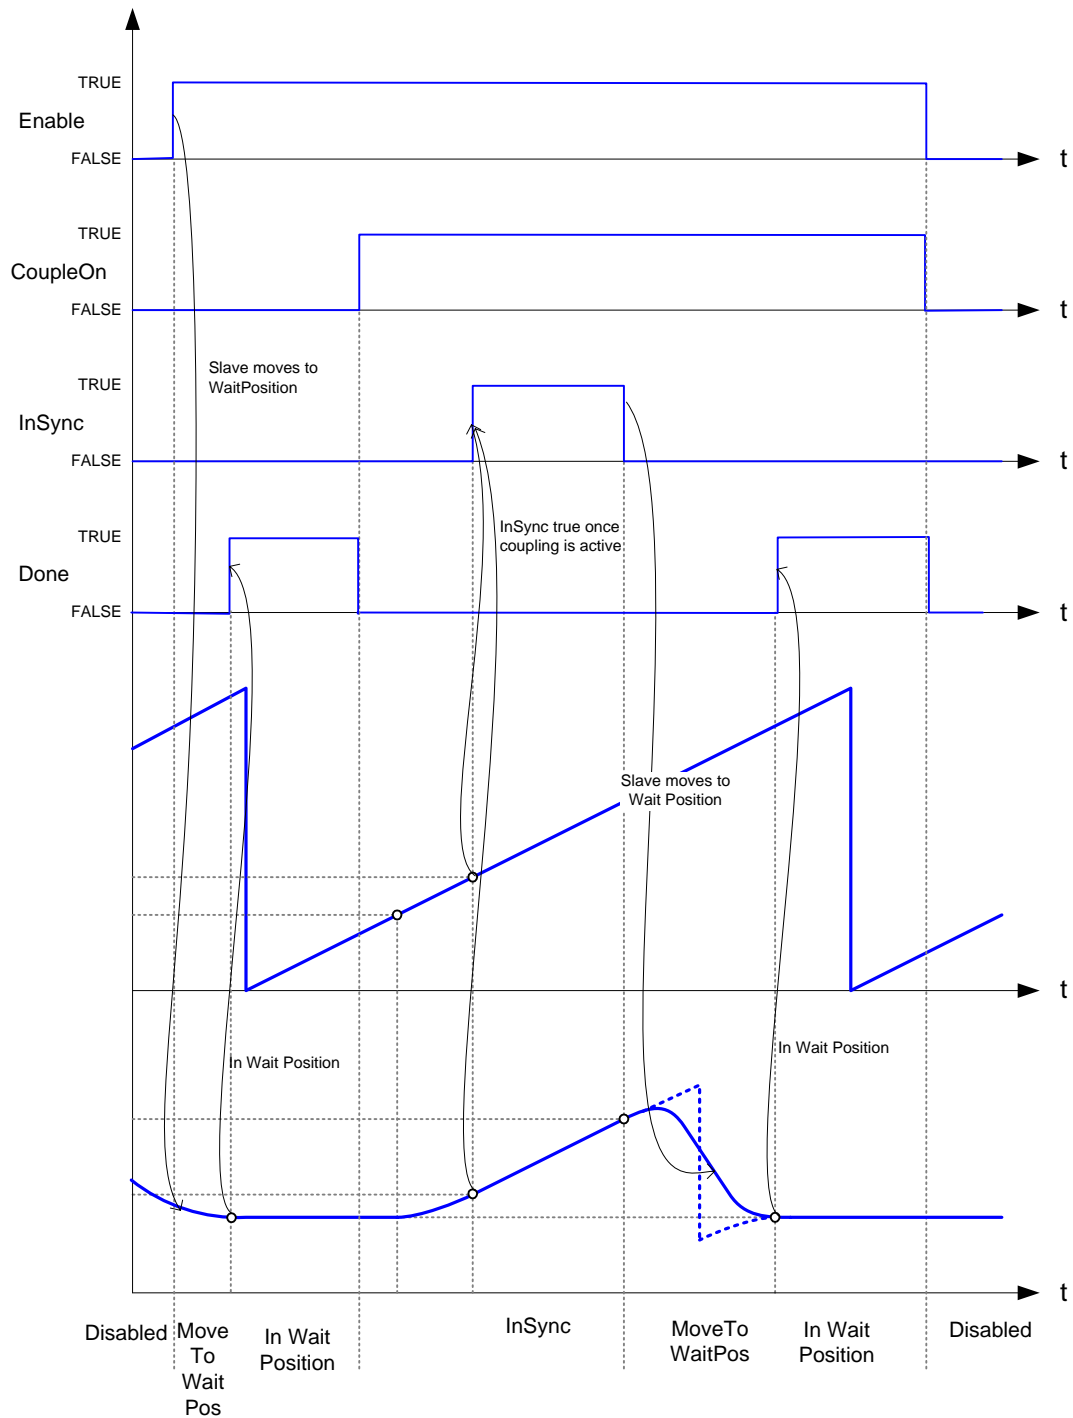 TRUE
Enable
FALSE
t
TRUE
CoupleOn
FALSE
t
Slave moves to
WaitPosition
TRUE
InSync
FALSE
t
InSync true once
coupling is active
TRUE
Done
FALSE
t
Slave moves to
Wait Position
t
In Wait Position
In Wait Position
t
Disabled
Move
To
Wait
Pos
In Wait
Position
InSync
MoveTo
WaitPos
In Wait
Position
Disabled